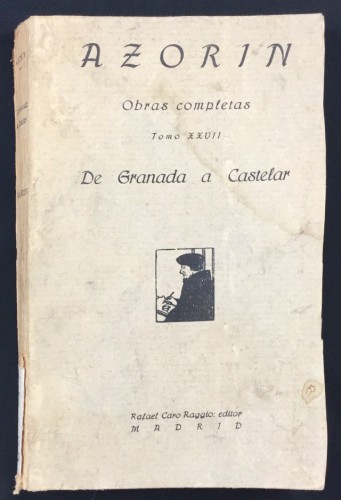 AZORIN
Obras completas
Tomo XXVII
De Granada a Castelar
Rafael Caro Raggio: editor
MADRID